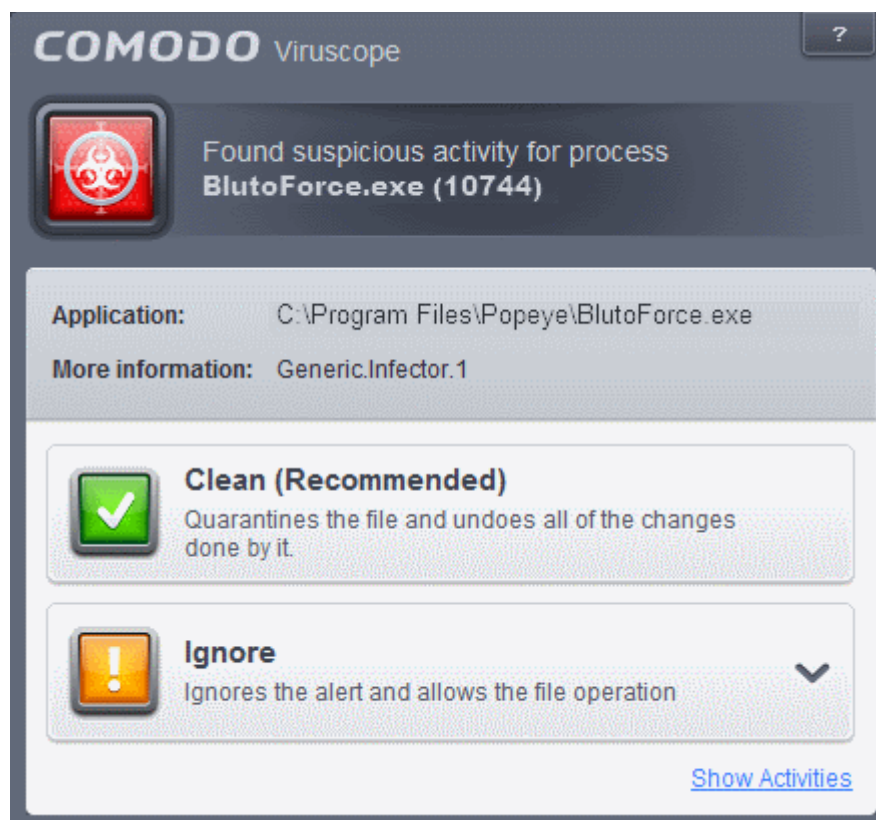 COMODO Viruscope
?
Found suspicious activity for process
BlutoForce.exe (10744)
Application: C:\Program Files\Popeye\BlutoForce.exe
More information: Generic.Infector.1
Clean (Recommended)
Quarantines the file and undoes all of the changes
done by it.
Ignore
Ignores the alert and allows the file operation
Show Activities